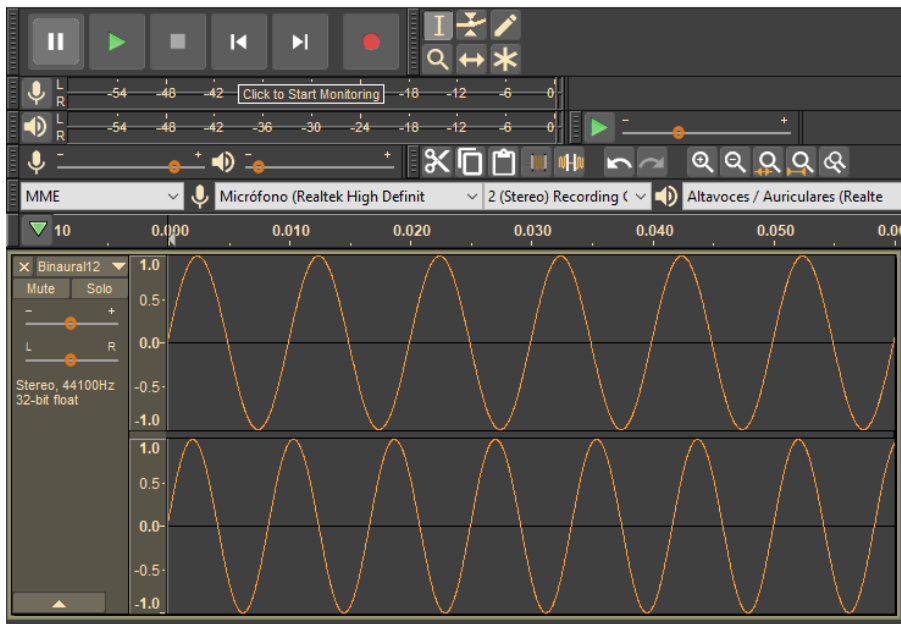 L
R
-54 -48 -42 Click to Start Monitoring -18 -12 -6 0
L
R
-54 -48 -42 -36 -30 -24 -18 -12 -6 0
- +
- +
- +
MME Micrófono (Realtek High Definit 2 (Stereo) Recording ( Altavoces / Auriculares (Realte
10 0.000 0.010 0.020 0.030 0.040 0.050 0.0
× Binaural12
Mute Solo
- +
L R
Stereo, 44100Hz
32-bit float
1.0
0.5
0.0
-0.5
-1.0
1.0
0.5
0.0
-0.5
-1.0